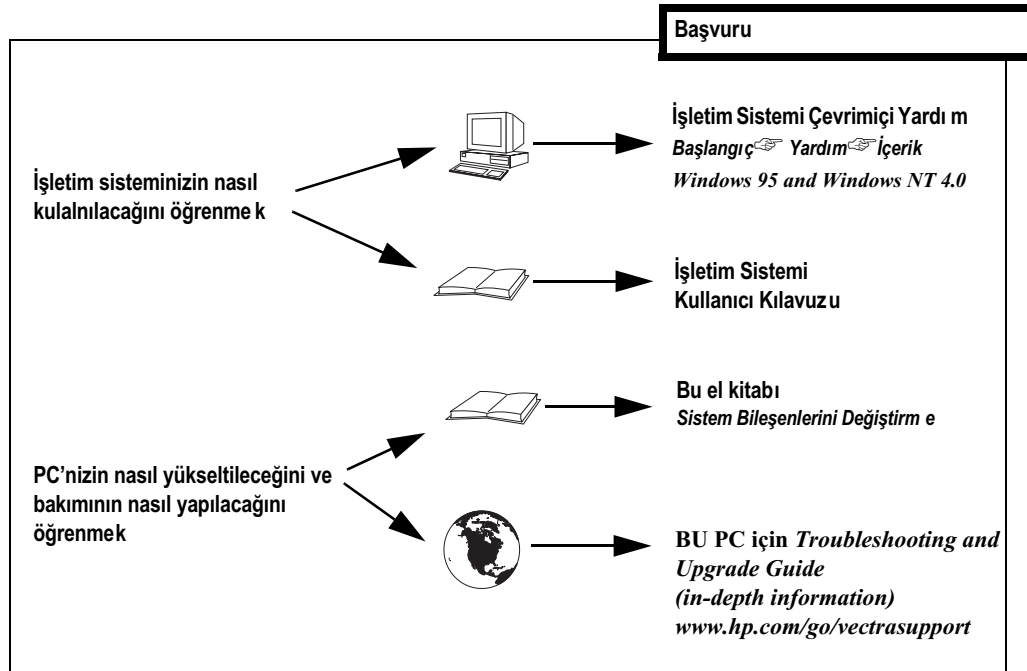 Başvuru
İşletim Sistemi Çevrimiçi Yardı m
Başlangıç☞ Yardım☞İçerik
Windows 95 and Windows NT 4.0
İşletim sisteminizin nasıl
kulalnılacağını öğrenme k
İşletim Sistemi
Kullanıcı Kılavuz u
Bu el kitabı
Sistem Bileşenlerini Değiştirm e
PC’nizin nasıl yükseltileceğini ve
bakımının nasıl yapılacağını
öğrenmek
BU PC için Troubleshooting and
Upgrade Guide
(in-depth information)
www.hp.com/go/vectrasupport